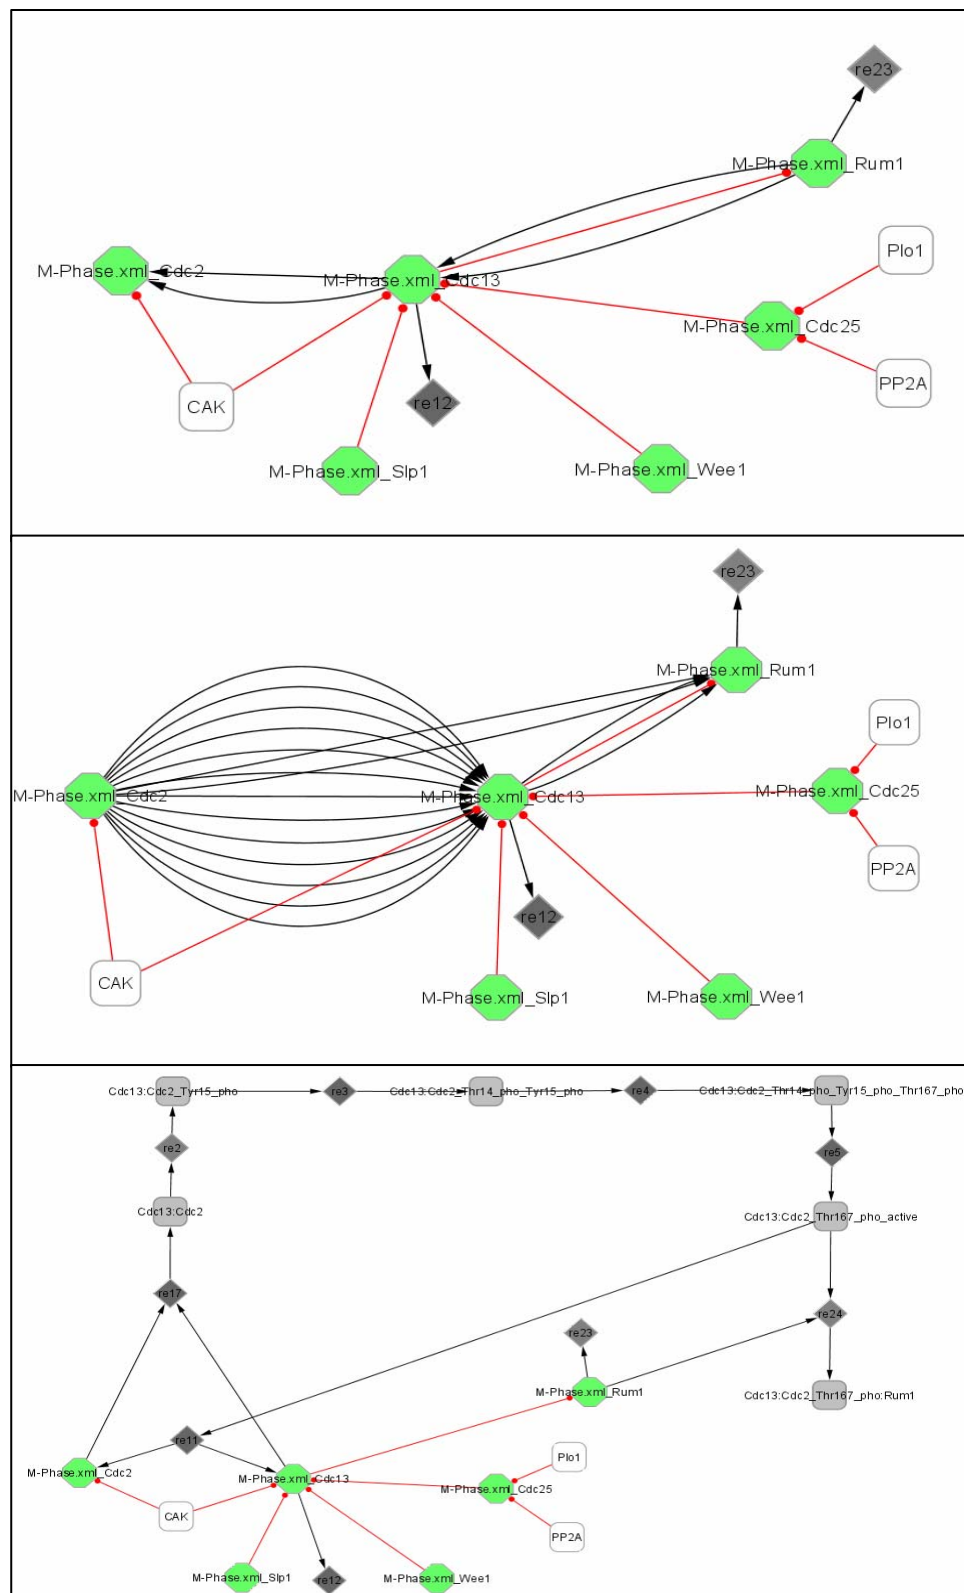 re23
M-Phase.xml_Rum1
Plo1
M-Phase.xml_Cdc2
M-Phase.xml_Cdc13
M-Phase.xml_Cdc25
PP2A
CAK
re12
M-Phase.xml_Slp1
M-Phase.xml_Wee1
re23
M-Phase.xml_Rum1
Plo1
M-Phase.xml_Cdc2
M-Phase.xml_Cdc13
M-Phase.xml_Cdc25
PP2A
re12
CAK
M-Phase.xml_Slp1
M-Phase.xml_Wee1
Cdc13:Cdc2_Tyr15_pho
re3
Cdc13:Cdc2_Thr14_pho_Tyr15_pho
re4
Cdc13:Cdc2_Thr14_pho_Tyr15_pho_Thr167_pho
re2
re5
Cdc13:Cdc2
Cdc13:Cdc2_Thr167_pho_active
re17
re24
re23
M-Phase.xml_Rum1
Cdc13:Cdc2_Thr167_pho:Rum1
re11
M-Phase.xml_Cdc2
M-Phase.xml_Cdc13
Plo1
M-Phase.xml_Cdc25
CAK
PP2A
M-Phase.xml_Slp1
re12
M-Phase.xml_Wee1